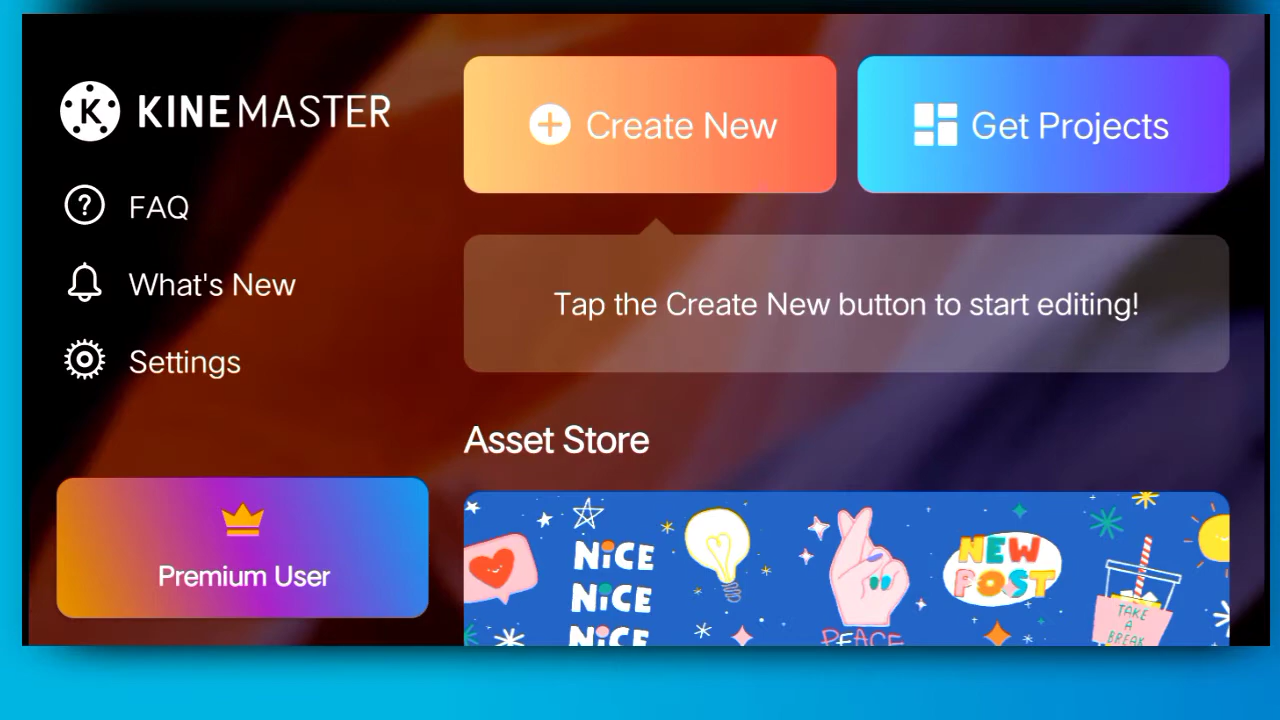 KINEMASTER
FAQ
What's New
Settings
Premium User
Create New
Get Projects
Tap the Create New button to start editing!
Asset Store
NiCE
NiCE
NiCE
PEACE
NEW
POST
TAKE
A
BREAK